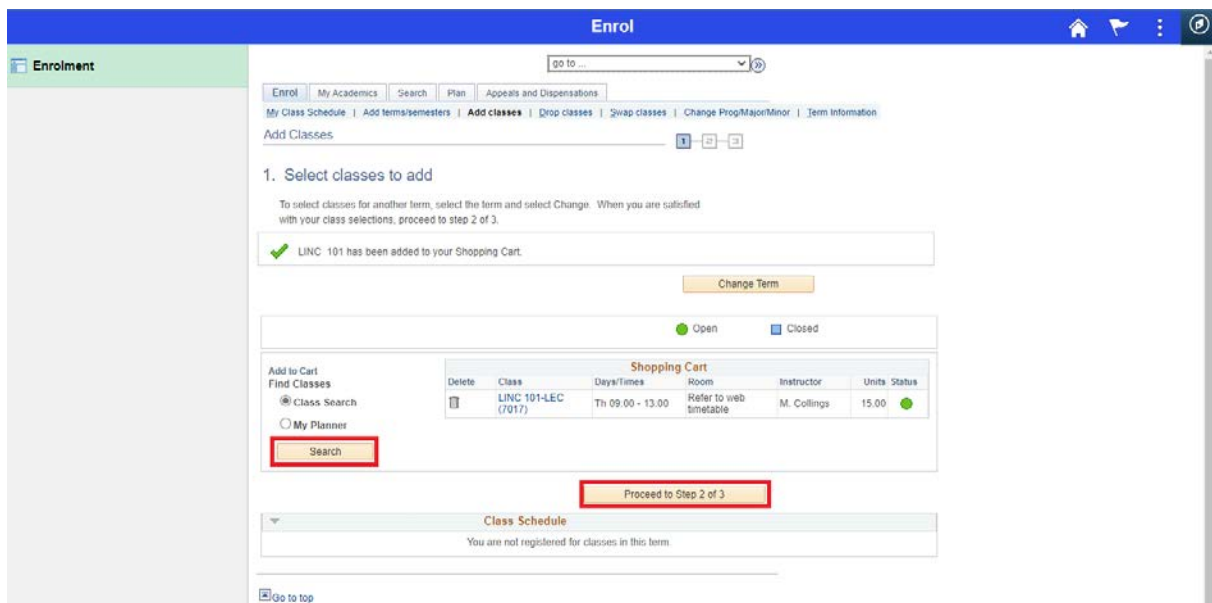 Enrol
Enrolment
go to ...
Enrol My Academics Search Plan Appeals and Dispensations
My Class Schedule | Add terms/semesters | Add classes | Drop classes | Swap classes | Change Prog/Major/Minor | Term Information
Add Classes
1 2 3
1. Select classes to add
To select classes for another term, select the term and select Change. When you are satisfied
with your class selections, proceed to step 2 of 3.
LINC 101 has been added to your Shopping Cart.
Change Term
Open Closed
Add to Cart
Find Classes
Class Search
My Planner
Search
Shopping Cart
Delete Class Days/Times Room Instructor Units Status
LINC 101-LEC
(7017)
Th 09.00 - 13.00
Refer to web
timetable
M. Collings
15.00
Proceed to Step 2 of 3
Class Schedule
You are not registered for classes in this term
Go to top